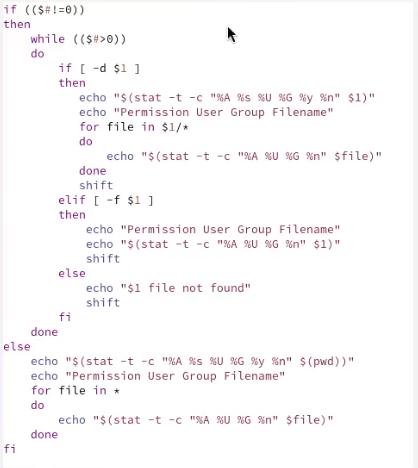 if (($#!=0))
then
    while (($#>0))
    do
        if [ -d $1 ]
        then
           echo "$(stat -t -c "%A %s %U %G %y %n" $1)"
           echo "Permission User Group Filename"
           for file in $1/*
           do
               echo "$(stat -t -c "%A %U %G %n" $file)"
           done
           shift
        elif [ -f $1 ]
        then
            echo "Permission User Group Filename"
            echo "$(stat -t -c "%A %U %G %n" $1)"
            shift
        else
            echo "$1 file not found"
            shift
        fi
    done
else
    echo "$(stat -t -c "%A %s %U %G %y %n" $(pwd))"
    echo "Permission User Group Filename"
    for file in *
    do
        echo "$(stat -t -c "%A %U %G %n" $file)"
    done
fi